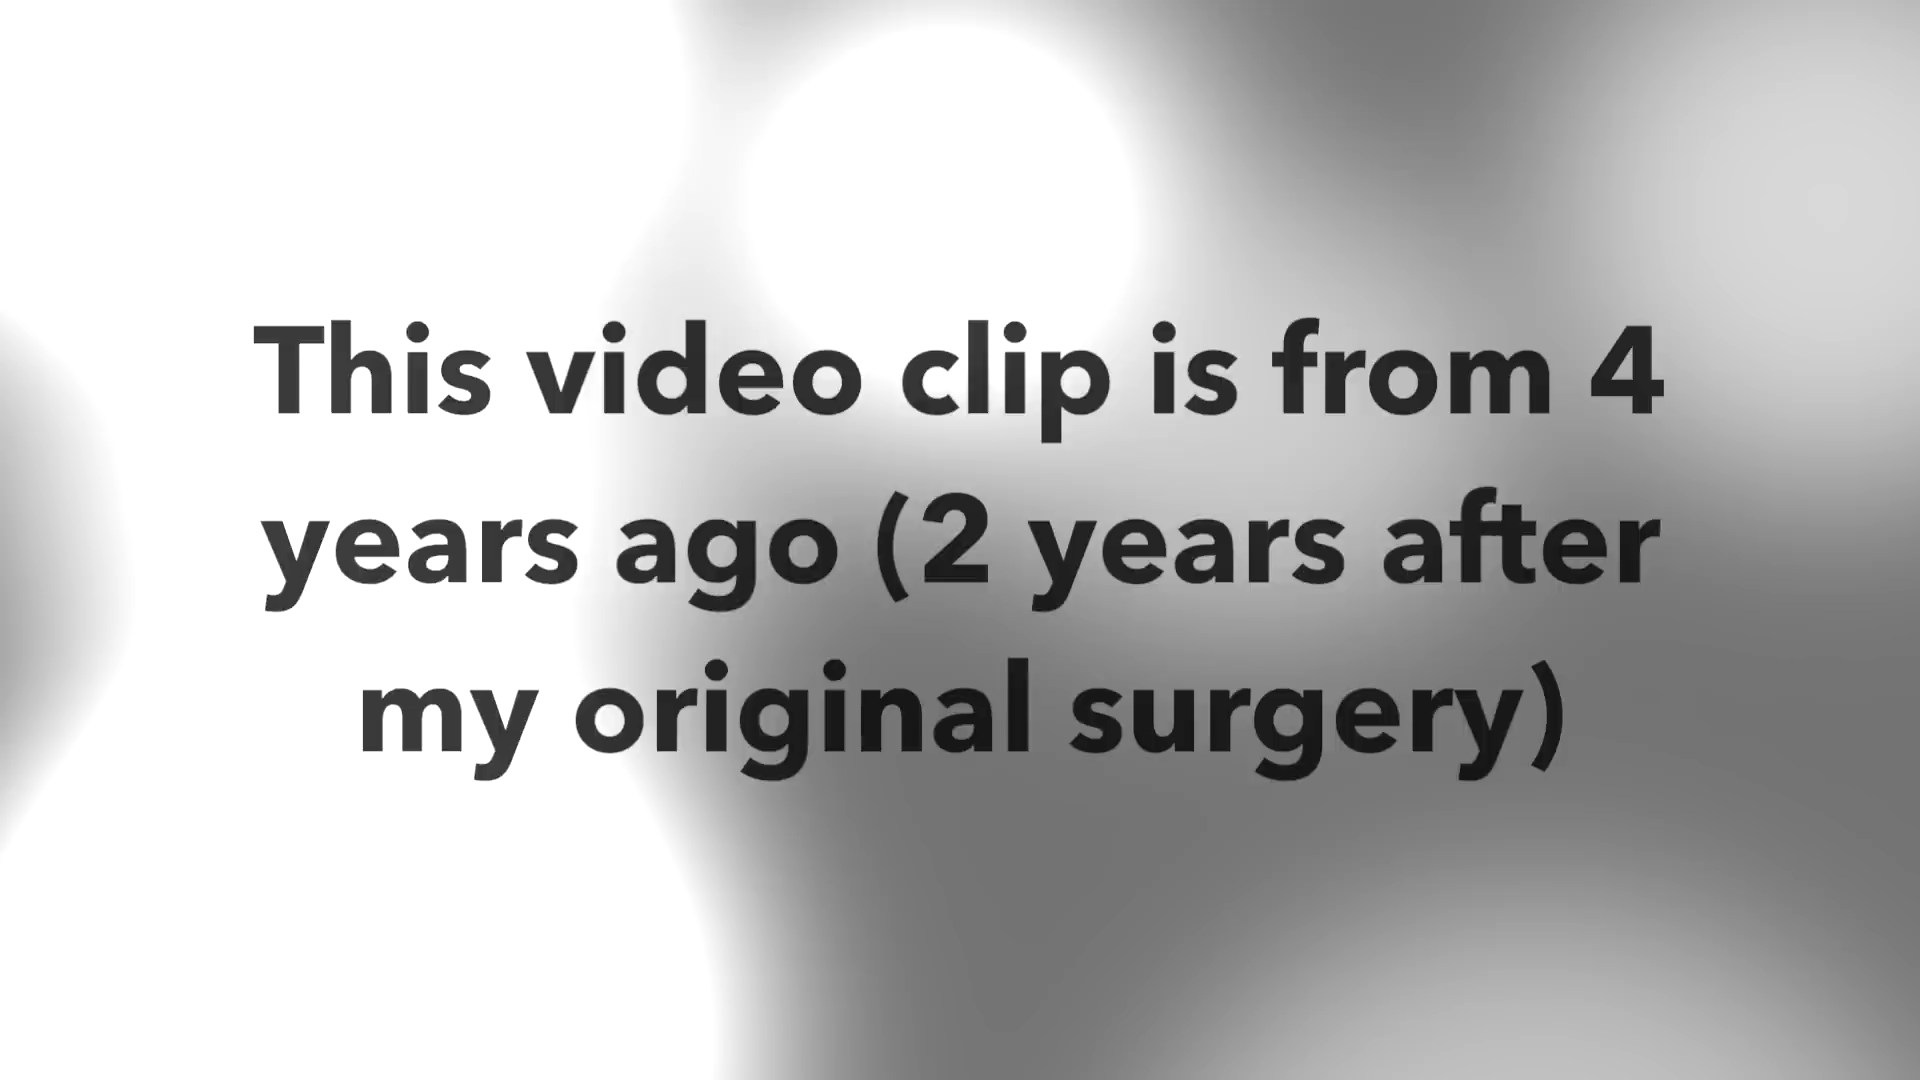 This video clip is from 4
years ago (2 years after
my original surgery)